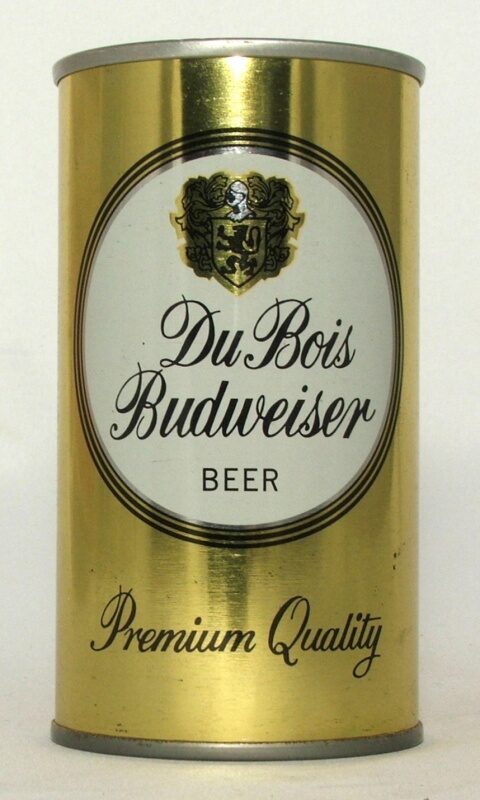 Du Bois
Budweiser
BEER
Premium Quality